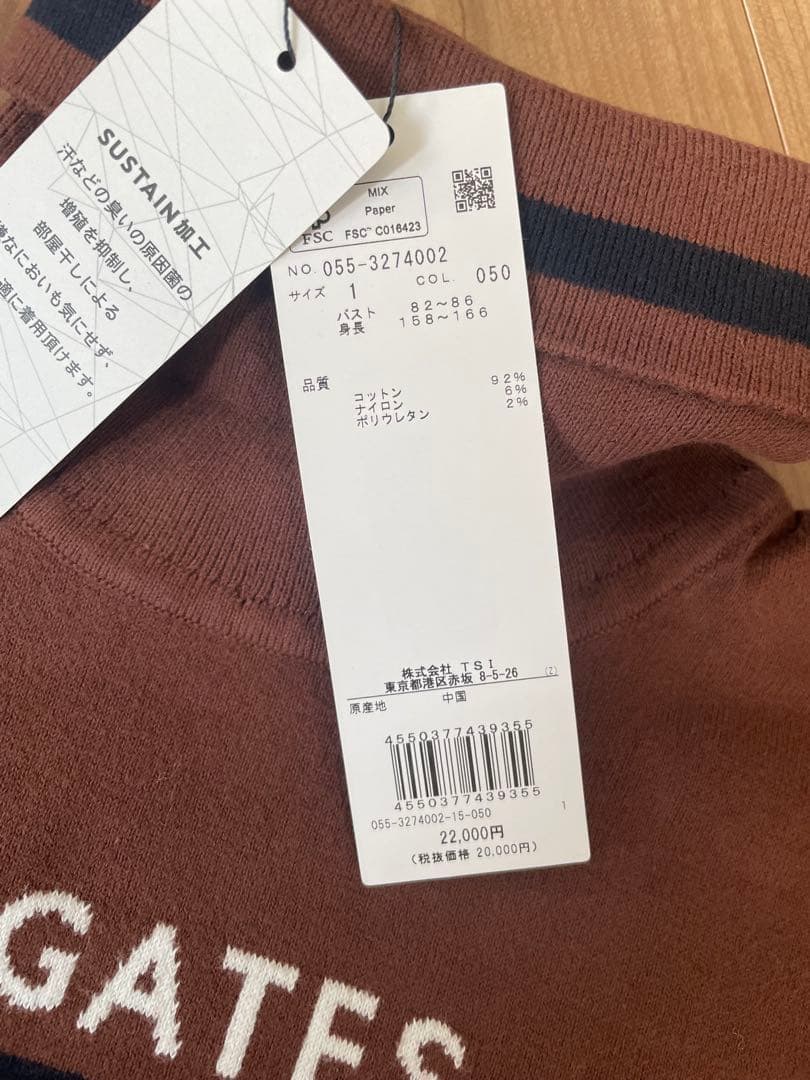 SUSTAIN加工
汗などの臭いの原因菌の
増殖を抑制し、
部屋干しによる
なにおいも気にせず、
適に着用頂けます。
MIX
Paper
FSC FSC™ C016423
NO. 055-3274002
サイズ 1 COL. 050
バスト 82〜86
身長 158〜166
品質
コットン 92%
ナイロン 6%
ポリウレタン 2%
株式会社 TSI
東京都港区赤坂 8-5-26 (2)
原産地 中国
4550377439355
4550377439355
055-3274002-15-050 1
22,000円
(税抜価格 20,000円)
GATES